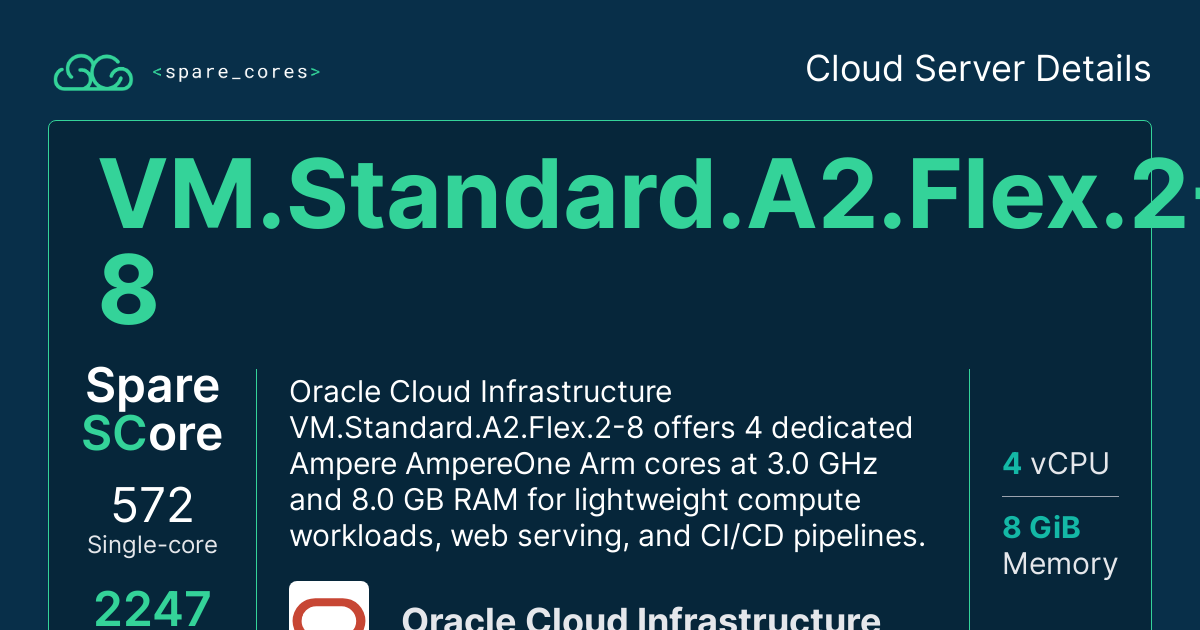 <spare_cores>
Cloud Server Details
VM.Standard.A2.Flex.2-
8
Spare
SCore
572
Single-core
2247
Oracle Cloud Infrastructure
VM.Standard.A2.Flex.2-8 offers 4 dedicated
Ampere AmpereOne Arm cores at 3.0 GHz
and 8.0 GB RAM for lightweight compute
workloads, web serving, and CI/CD pipelines.
Oracle Cloud Infrastructure
4 vCPU
8 GiB
Memory